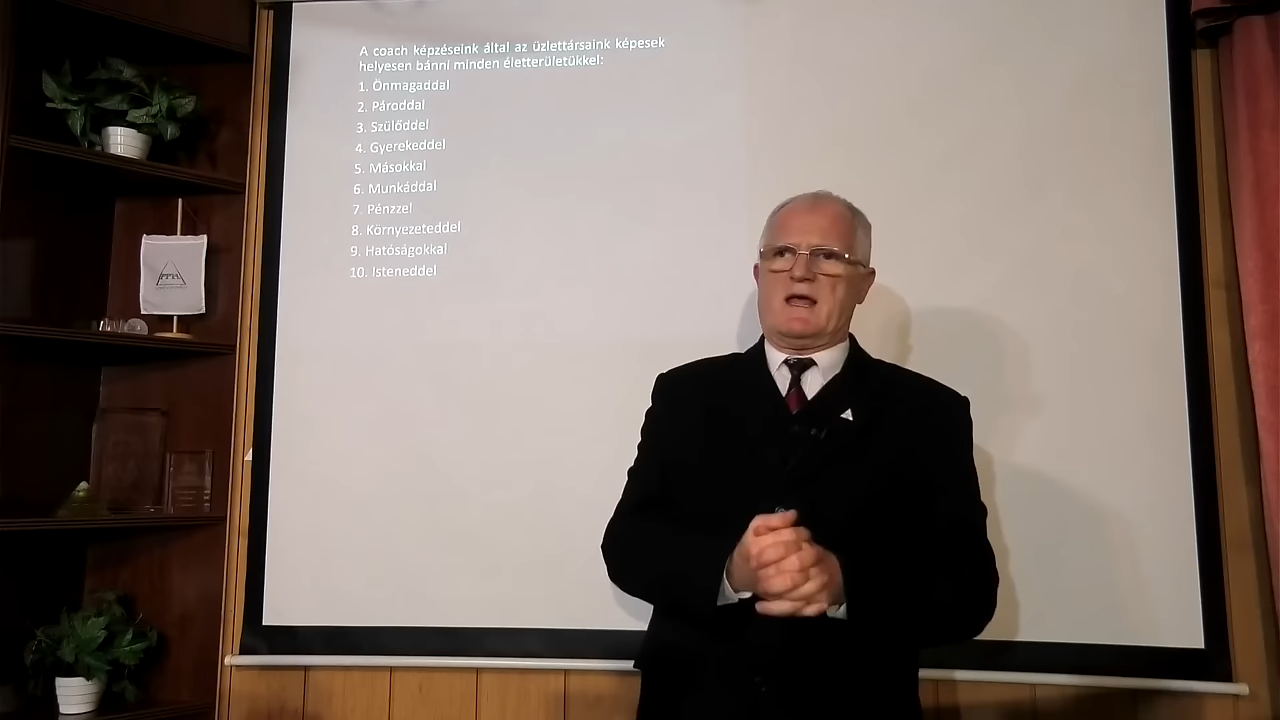 A coach képzéseink által az üzlettársaink képesek
helyesen bánni minden életterületükkel:
1. Önmagaddal
2. Pároddal
3. Szülőddel
4. Gyerekeddel
5. Másokkal
6. Munkáddal
7. Pénzzel
8. Környezeteddel
9. Hatóságokkal
10. Isteneddel